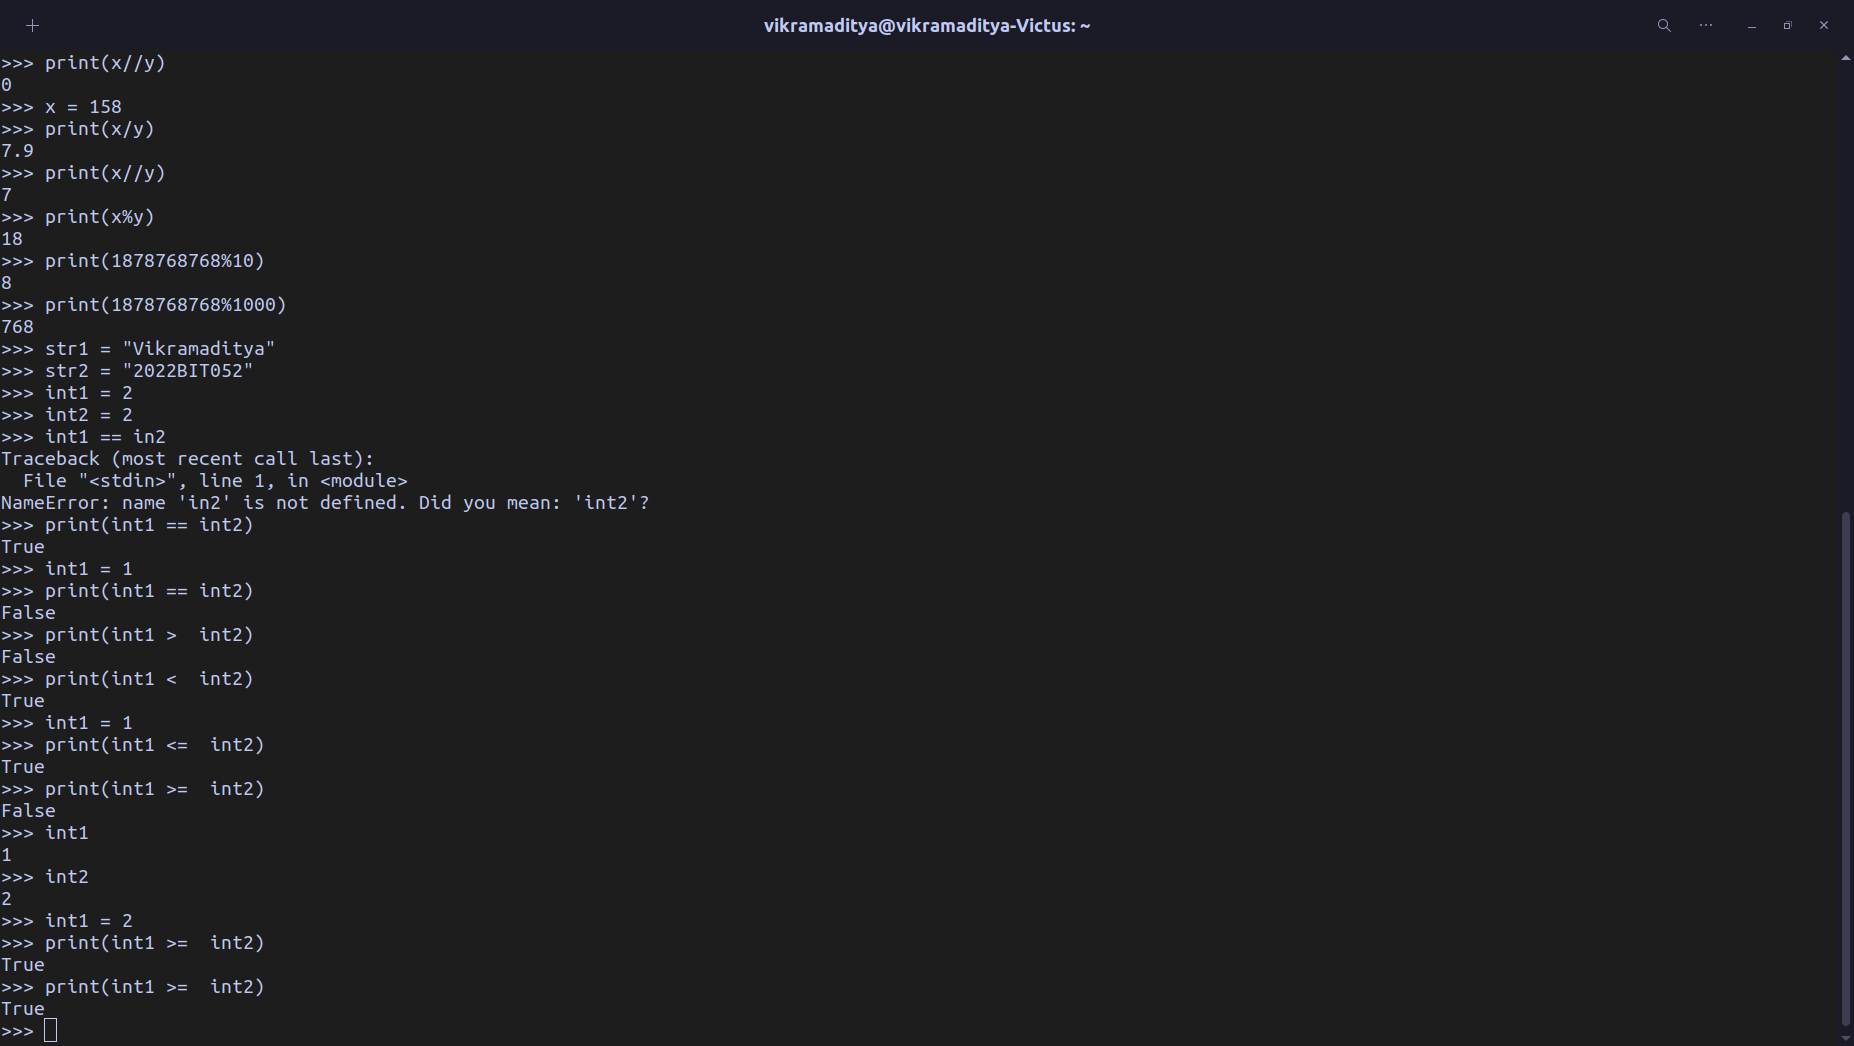 vikramaditya@vikramaditya-Victus: ~
>>> print(x//y)
0
>>> x = 158
>>> print(x/y)
7.9
>>> print(x//y)
7
>>> print(x%y)
18
>>> print(1878768768%10)
8
>>> print(1878768768%1000)
768
>>> str1 = "Vikramaditya"
>>> str2 = "2022BIT052"
>>> int1 = 2
>>> int2 = 2
>>> int1 == in2
Traceback (most recent call last):
  File "<stdin>", line 1, in <module>
NameError: name 'in2' is not defined. Did you mean: 'int2'?
>>> print(int1 == int2)
True
>>> int1 = 1
>>> print(int1 == int2)
False
>>> print(int1 >  int2)
False
>>> print(int1 <  int2)
True
>>> int1 = 1
>>> print(int1 <=  int2)
True
>>> print(int1 >=  int2)
False
>>> int1
1
>>> int2
2
>>> int1 = 2
>>> print(int1 >=  int2)
True
>>> print(int1 >=  int2)
True
>>>